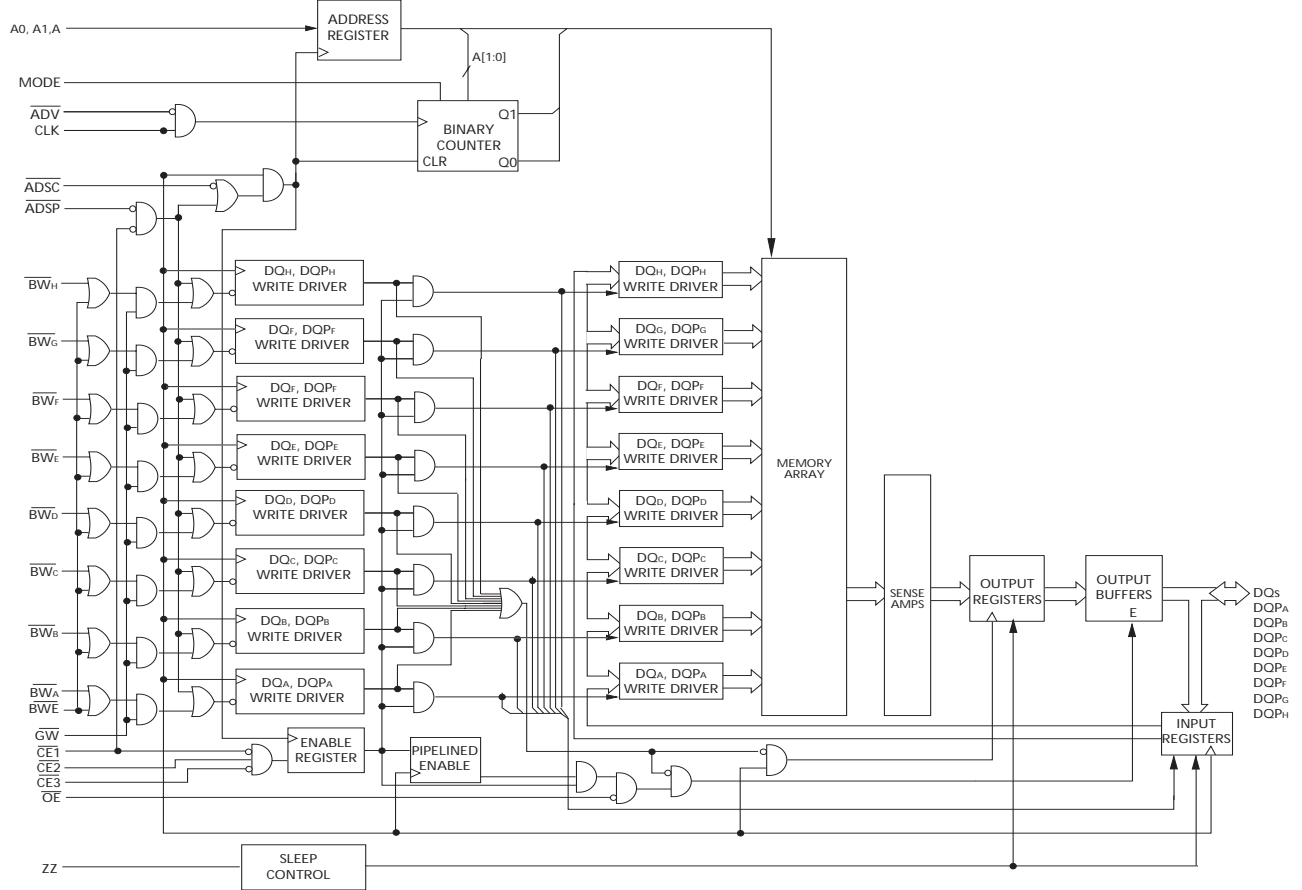 A0, A1,A
ADDRESS
REGISTER
A[1:0]
MODE
ADV
CLK
BINARY
COUNTER
CLR
Q1
Q0
ADSC
ADSP
BWH
DQH, DQPH
WRITE DRIVER
DQH, DQPH
WRITE DRIVER
BWG
DQF, DQPF
WRITE DRIVER
DQG, DQPG
WRITE DRIVER
BWF
DQF, DQPF
WRITE DRIVER
DQF, DQPF
WRITE DRIVER
BWE
DQE, DQPE
WRITE DRIVER
DQE, DQPE
WRITE DRIVER
MEMORY
ARRAY
BWD
DQD, DQPD
WRITE DRIVER
DQD, DQPD
WRITE DRIVER
BWC
DQC, DQPC
WRITE DRIVER
DQC, DQPC
WRITE DRIVER
SENSE
AMPS
OUTPUT
REGISTERS
OUTPUT
BUFFERS
E
DQs
DQPA
DQPB
DQPC
DQPD
DQPE
DQPF
DQPG
DQPH
BWB
DQB, DQPB
WRITE DRIVER
DQB, DQPB
WRITE DRIVER
BWA
BWE
DQA, DQPA
WRITE DRIVER
DQA, DQPA
WRITE DRIVER
GW
CE1
CE2
CE3
OE
ENABLE
REGISTER
PIPELINED
ENABLE
INPUT
REGISTERS
ZZ
SLEEP
CONTROL